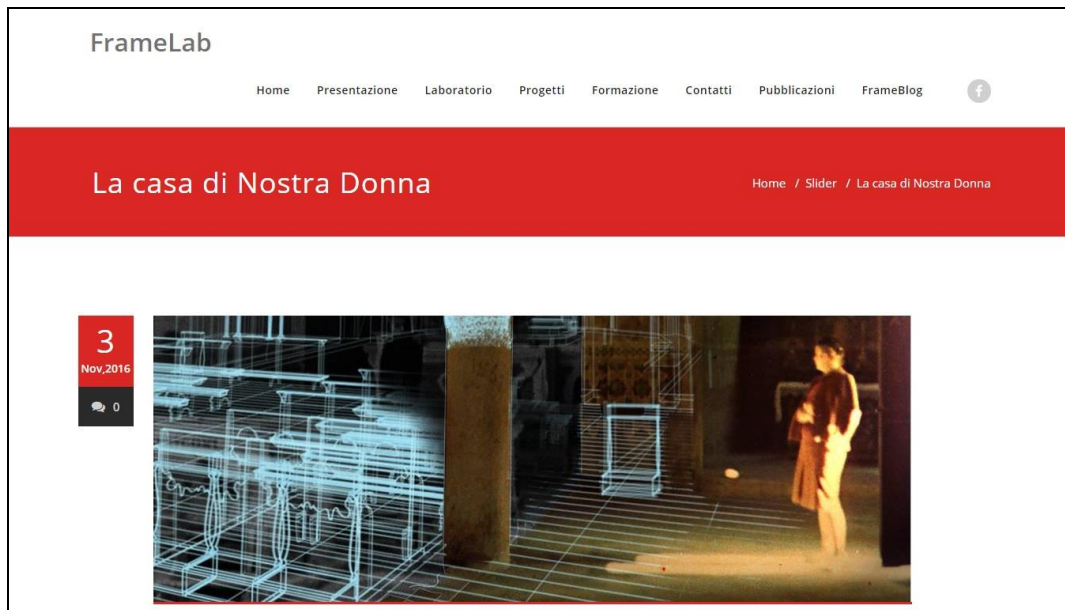 FrameLab
Home Presentazione Laboratorio Progetti Formazione Contatti Pubblicazioni FrameBlog
La casa di Nostra Donna
Home / Slider / La casa di Nostra Donna
3
Nov,2016
0